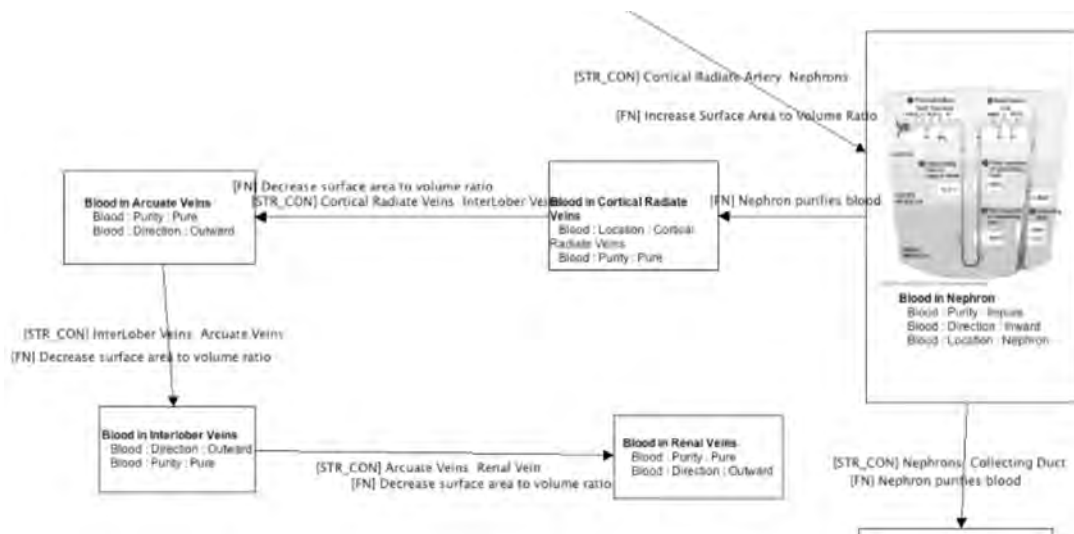 [STR_CON] Cortical Radiate Artery Nephrons
[FN] Increase Surface Area to Volume Ratio
[FN] Decrease surface area to volume ratio
[STR_CON] Cortical Radiate Veins InterLober Veins
[FN] Nephron purifies blood
Blood in Arcuate Veins
Blood : Purity : Pure
Blood : Direction : Outward
Blood in Cortical Radiate
Veins
Blood : Location : Cortical
Radiate Veins
Blood : Purity : Pure
Blood in Nephron
Blood : Purity : Impure
Blood : Direction : Inward
Blood : Location : Nephron
[STR_CON] InterLober Veins Arcuate Veins
[FN] Decrease surface area to volume ratio
Blood in Interlober Veins
Blood : Direction : Outward
Blood : Purity : Pure
[STR_CON] Arcuate Veins Renal Vein
[FN] Decrease surface area to volume ratio
Blood in Renal Veins
Blood : Purity : Pure
Blood : Direction : Outward
[STR_CON] Nephrons Collecting Duct
[FN] Nephron purifies blood